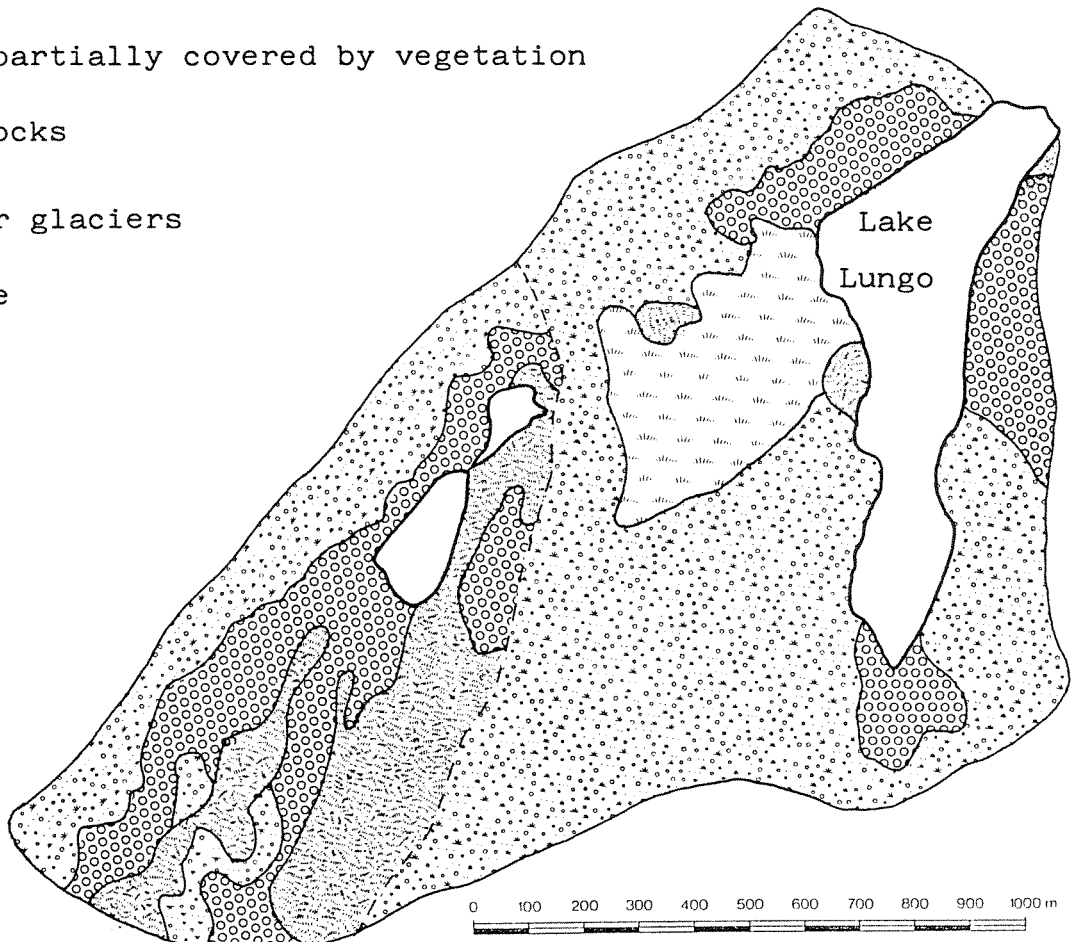 partially covered by vegetation
ocks
r glaciers
e
Lake
Lungo
0 100 200 300 400 500 600 700 800 900 1000 m